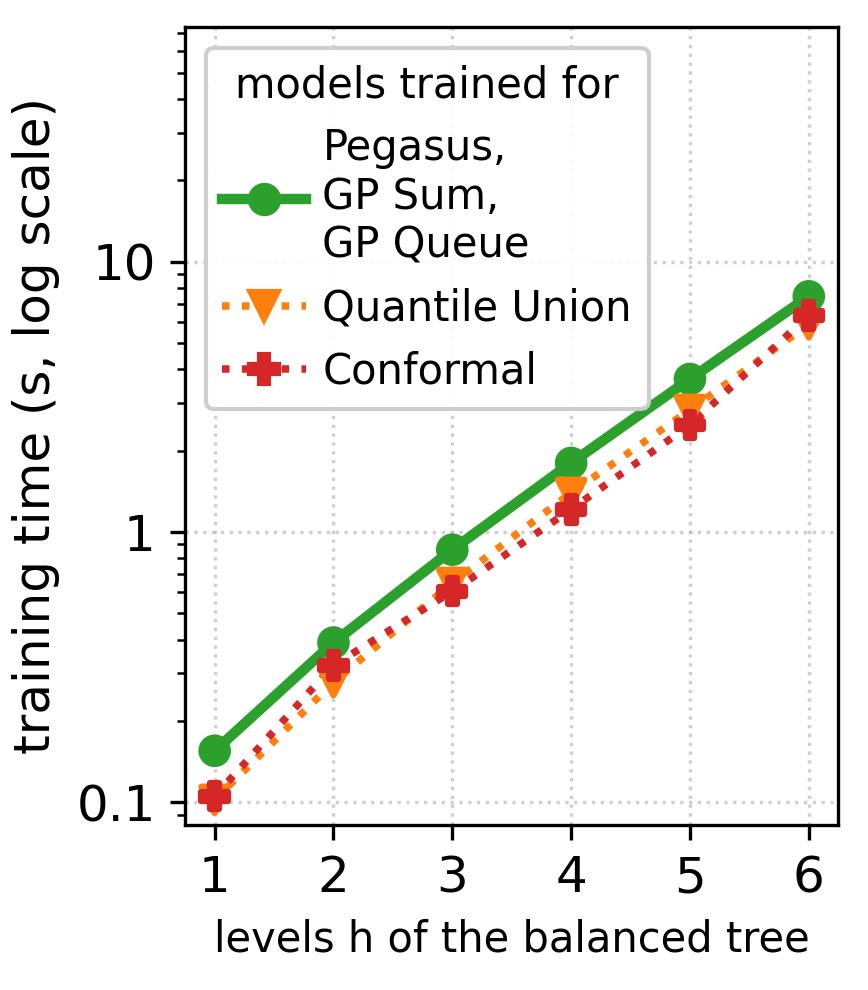 models trained for
Pegasus,
GP Sum,
GP Queue
Quantile Union
Conformal
training time (s, log scale)
10
1
0.1
1 2 3 4 5 6
levels h of the balanced tree